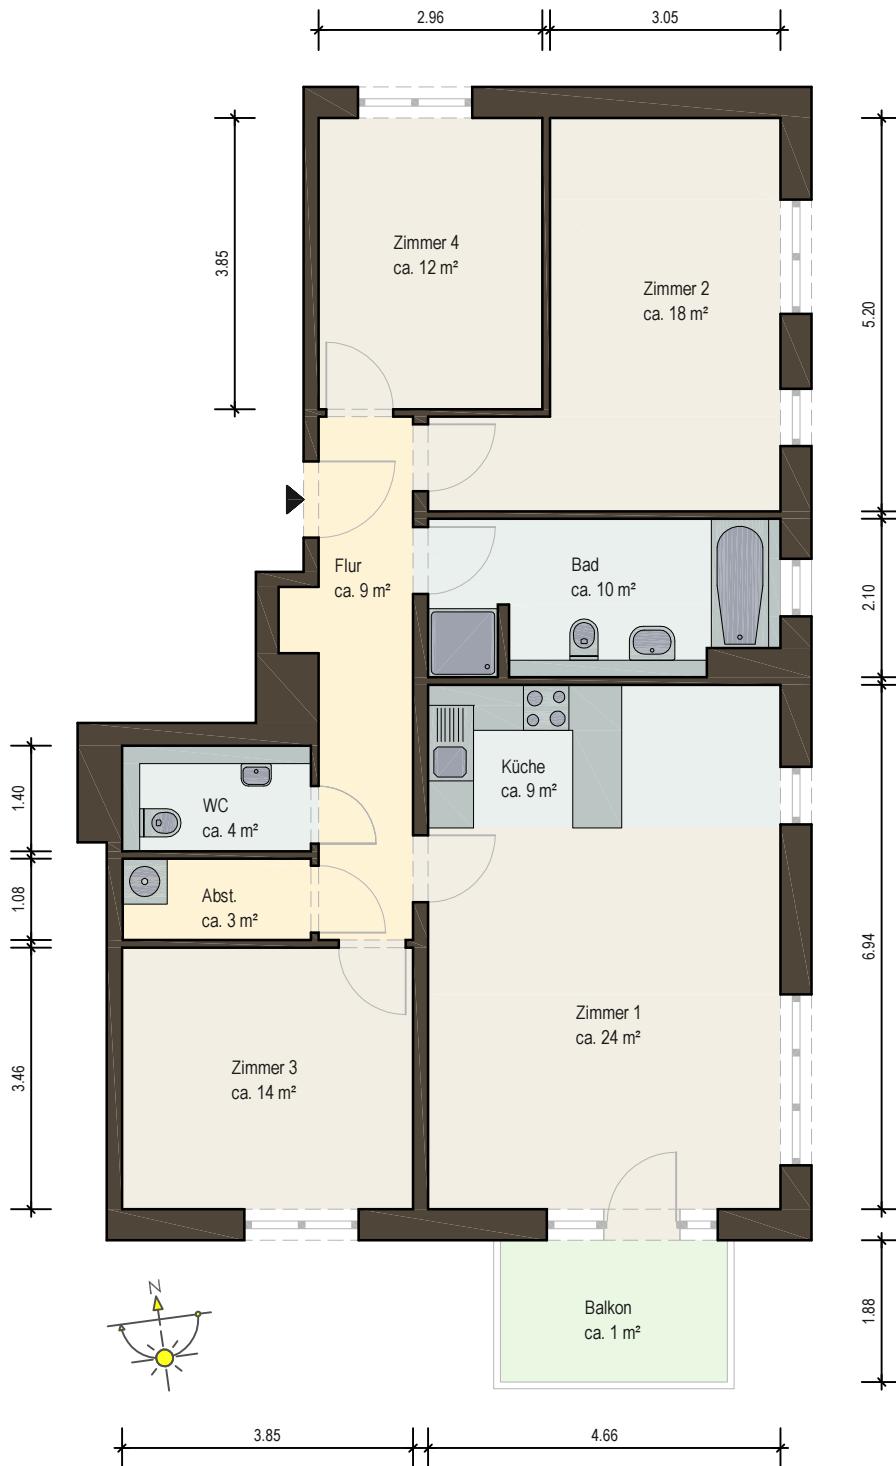 2.96
3.05
Zimmer 4
ca. 12 m²
3.85
Zimmer 2
ca. 18 m²
5.20
Flur
ca. 9 m²
Bad
ca. 10 m²
2.10
Küche
ca. 9 m²
WC
ca. 4 m²
1.40
Abst.
ca. 3 m²
1.08
6.94
Zimmer 1
ca. 24 m²
Zimmer 3
ca. 14 m²
3.46
N
Balkon
ca. 1 m²
1.88
3.85
4.66